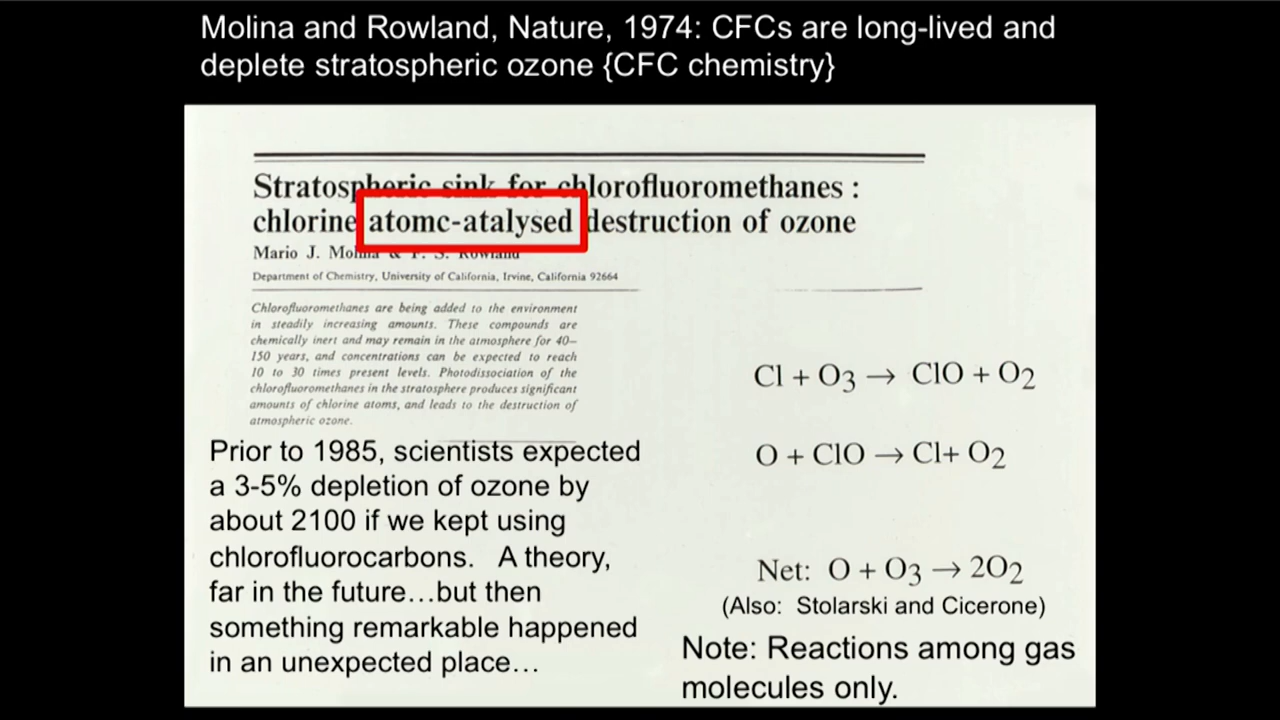 Molina and Rowland, Nature, 1974: CFCs are long-lived and
deplete stratospheric ozone {CFC chemistry}
Stratospheric sink for chlorofluoromethanes :
chlorine atomc-atalysed destruction of ozone
Mario J. Molina & F. S. Rowland
Department of Chemistry, University of California, Irvine, California 92664
Chlorofluoromethanes are being added to the environment
in steadily increasing amounts. These compounds are
chemically inert and may remain in the atmosphere for 40–
150 years, and concentrations can be expected to reach
10 to 30 times present levels. Photodissociation of the
chlorofluoromethanes in the stratosphere produces significant
amounts of chlorine atoms, and leads to the destruction of
atmospheric ozone.
Prior to 1985, scientists expected
a 3-5% depletion of ozone by
about 2100 if we kept using
chlorofluorocarbons. A theory,
far in the future…but then
something remarkable happened
in an unexpected place…
Cl + O3 → ClO + O2
O + ClO → Cl+ O2
Net: O + O3 → 2O2
(Also: Stolarski and Cicerone)
Note: Reactions among gas
molecules only.